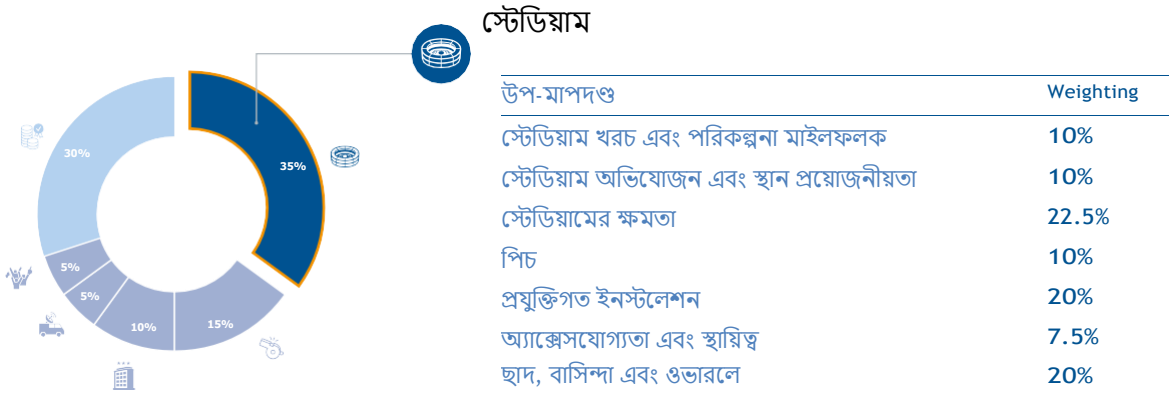 স্টেডিয়াম
উপ-মাপদণ্ড Weighting
স্টেডিয়াম খরচ এবং পরিকল্পনা মাইলফলক 10%
স্টেডিয়াম অভিযোজন এবং স্থান প্রয়োজনীয়তা 10%
স্টেডিয়ামের ক্ষমতা 22.5%
পিচ 10%
প্রযুক্তিগত ইনস্টলেশন 20%
অ্যাক্সেসযোগ্যতা এবং স্থায়িত্ব 7.5%
ছাদ, বাসিন্দা এবং ওভারলে 20%
30%
35%
5%
5%
10%
15%